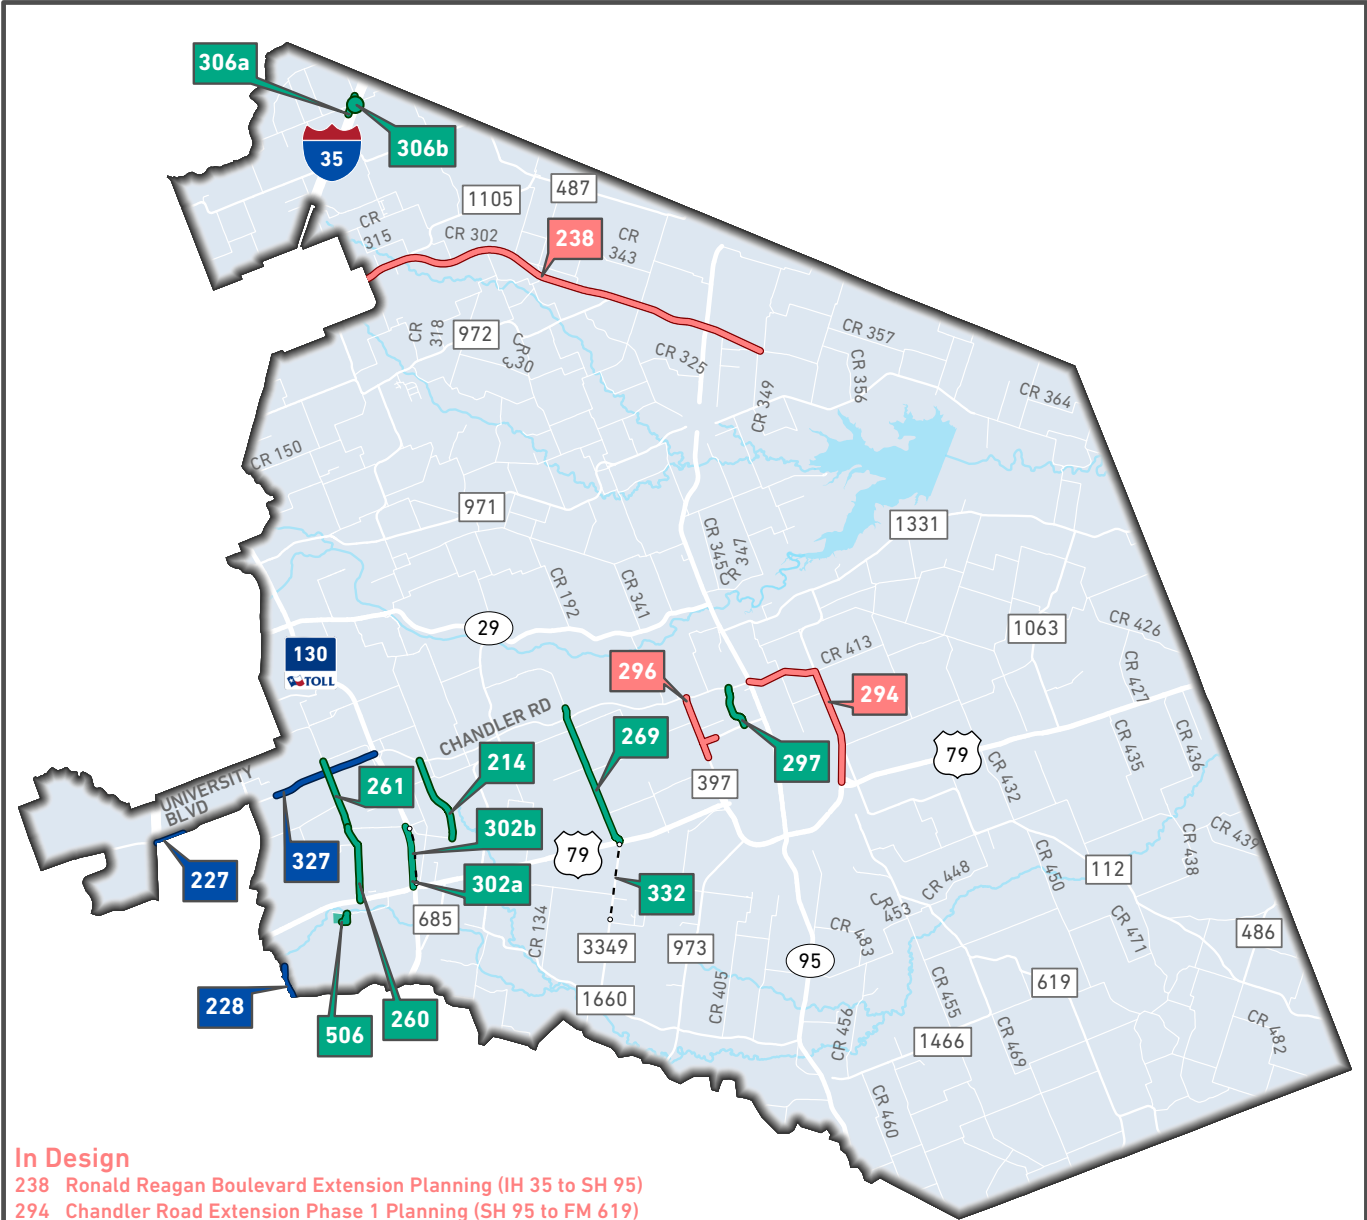 306a
306b
35
1105
487
CR
315
CR 302
238
CR
343
CR
318
972
CR
330
CR 325
CR 357
CR 356
CR 349
CR 364
CR 150
971
1331
CR 345
CR
347
CR 192
CR 341
29
1063
CR 426
130
TOLL
296
CR 413
CR 427
294
CHANDLER RD
269
297
79
CR 435
CR 436
214
261
397
CR 432
UNIVERSITY
BLVD
302b
CR 439
327
79
CR 438
227
302a
332
CR 450
112
CR 448
CR
453
685
CR 134
3349
973
CR 483
CR 471
486
95
228
506
260
1660
CR 405
CR 455
619
CR 456
1466
CR 469
CR 482
CR 460
In Design
238 Ronald Reagan Boulevard Extension Planning (IH 35 to SH 95)
294 Chandler Road Extension Phase 1 Planning (SH 95 to FM 619)